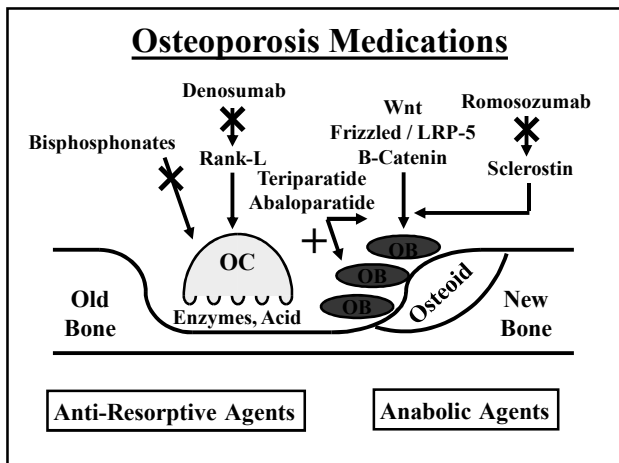 Osteoporosis Medications
Denosumab
Bisphosphonates
Rank-L
Wnt
Frizzled / LRP-5
B-Catenin
Romosozumab
Sclerostin
Teriparatide
Abaloparatide
+
OC
OB
OB
OB
Enzymes, Acid
Old
Bone
Osteoid
New
Bone
Anti-Resorptive Agents
Anabolic Agents